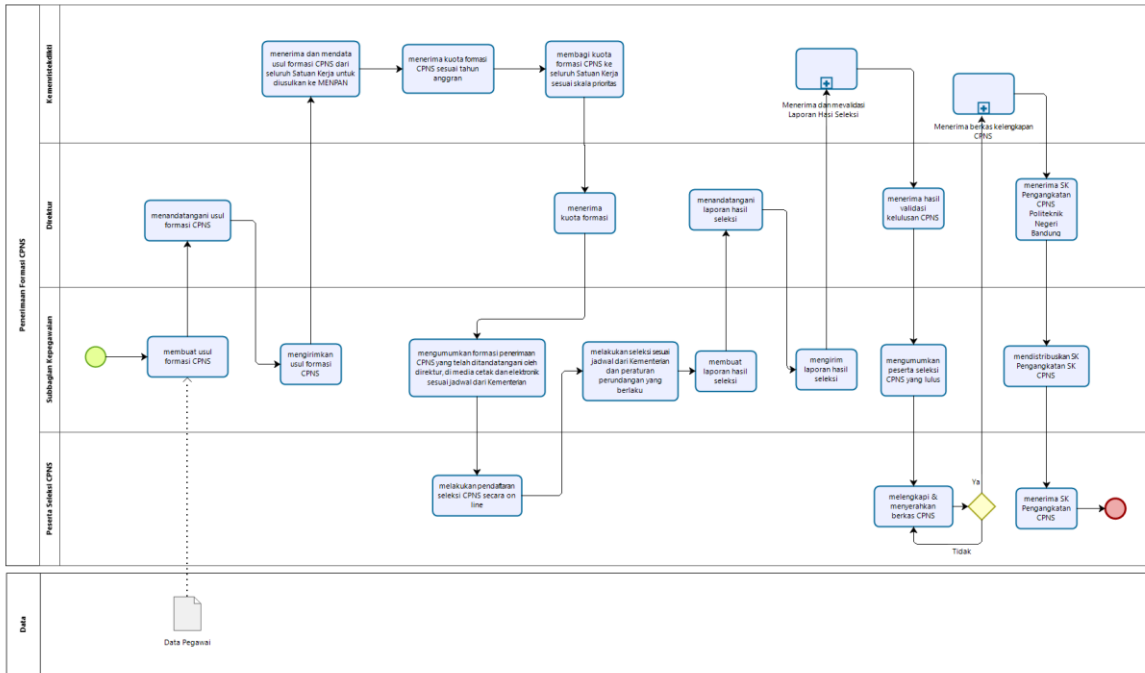 Penerimaan Formasi CPNS
Kemenristekdikti
menerima dan mendata
usul formasi CPNS dari
seluruh Satuan Kerja untuk
diusulkan ke MENPAN
menerima kuota formasi
CPNS sesuai tahun
anggran
membagi kuota
formasi CPNS ke
seluruh Satuan Kerja
sesuai skala prioritas
Menerima dan mevalidasi
Laporan Hasi Seleksi
Menerima berkas kelengkapan
CPNS
Direktur
menandatangani usul
formasi CPNS
menerima
kuota formasi
menandatangani
laporan hasil
seleksi
menerima hasil
validasi
kelulusan CPNS
menerima SK
Pengangkatan
CPNS
Politeknik
Negeri
Bandung
Subbagian Kepegawaian
membuat usul
formasi CPNS
mengirimkan
usul formasi
CPNS
mengumumkan formasi penerimaan
CPNS yang telah ditandatangani oleh
direktur, di media cetak dan elektronik
sesuai jadwal dari Kementerian
melakukan seleksi sesuai
jadwal dari Kementerian
dan peraturan
perundangan yang
berlaku
membuat
laporan hasil
seleksi
mengirim
laporan hasil
seleksi
mengumumkan
peserta seleksi
CPNS yang lulus
mendistribusikan SK
Pengangkatan SK
CPNS
Peserta Seleksi CPNS
melakukan pendaftaran
seleksi CPNS secara on
line
melengkapi &
menyerahkan
berkas CPNS
Ya
Tidak
menerima SK
Pengangkatan
CPNS
Data
Data Pegawai